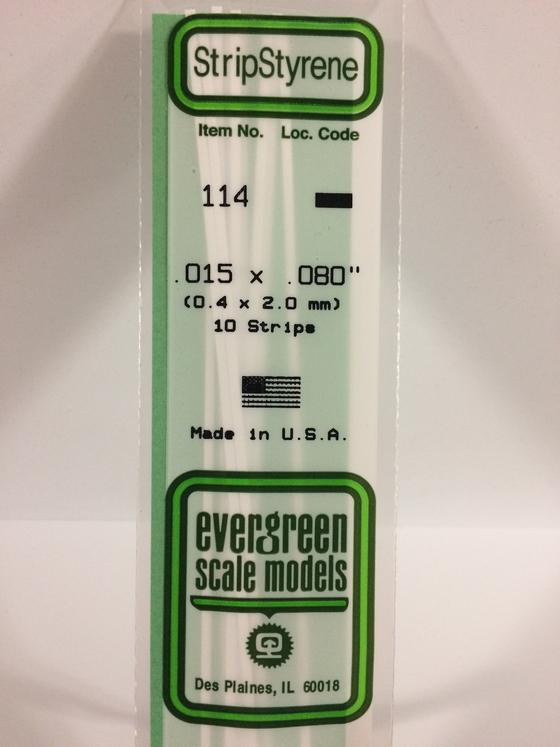 StripStyrene
Item No. Loc. Code
114
.015 x .080"
(0.4 x 2.0 mm)
10 Strips
Made in U.S.A.
evergreen
scale models
Des Plaines, IL 60018